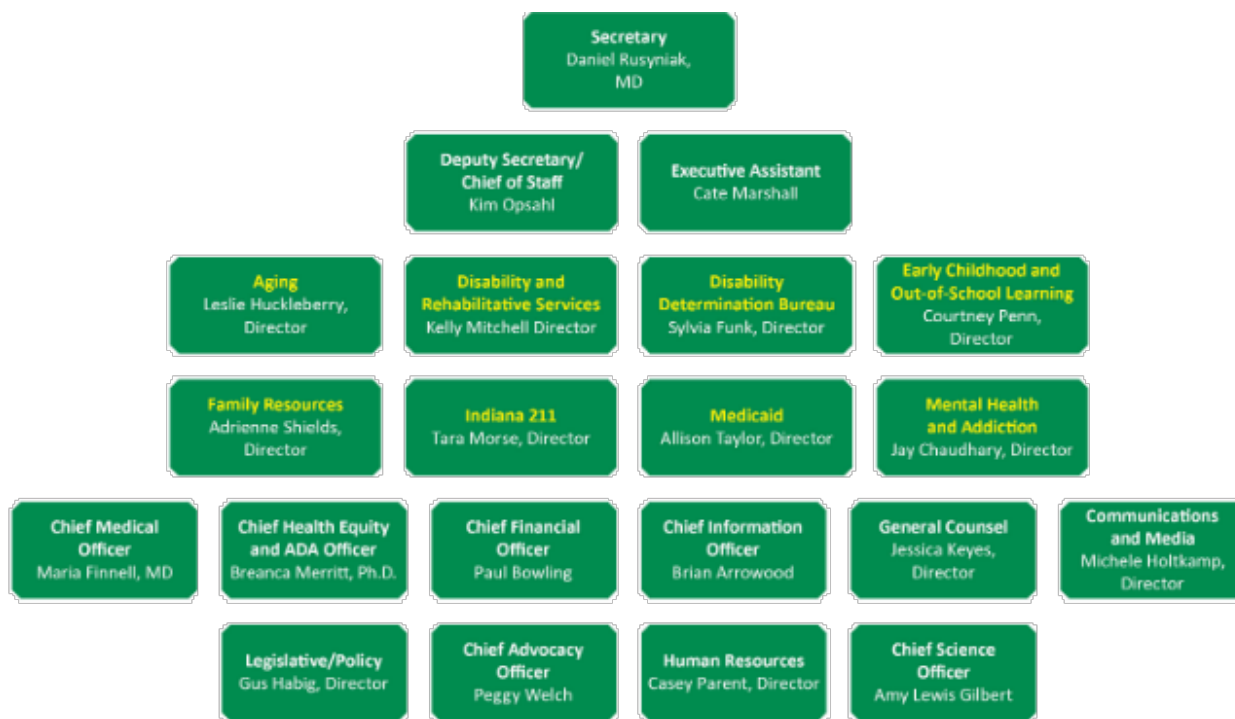 Secretary
Daniel Rusyniak,
MD
Deputy Secretary/
Chief of Staff
Kim Opsahl
Executive Assistant
Cate Marshall
Aging
Leslie Huckleberry,
Director
Disability and
Rehabilitative Services
Kelly Mitchell Director
Disability
Determination Bureau
Sylvia Funk, Director
Early Childhood and
Out-of-School Learning
Courtney Penn,
Director
Family Resources
Adrienne Shields,
Director
Indiana 211
Tara Morse, Director
Medicaid
Allison Taylor, Director
Mental Health
and Addiction
Jay Chaudhary, Director
Chief Medical
Officer
Maria Finnell, MD
Chief Health Equity
and ADA Officer
Breanca Merritt, Ph.D.
Chief Financial
Officer
Paul Bowling
Chief Information
Officer
Brian Arrowood
General Counsel
Jessica Keyes,
Director
Communications
and Media
Michele Holtkamp,
Director
Legislative/Policy
Gus Habig, Director
Chief Advocacy
Officer
Peggy Welch
Human Resources
Casey Parent, Director
Chief Science
Officer
Amy Lewis Gilbert